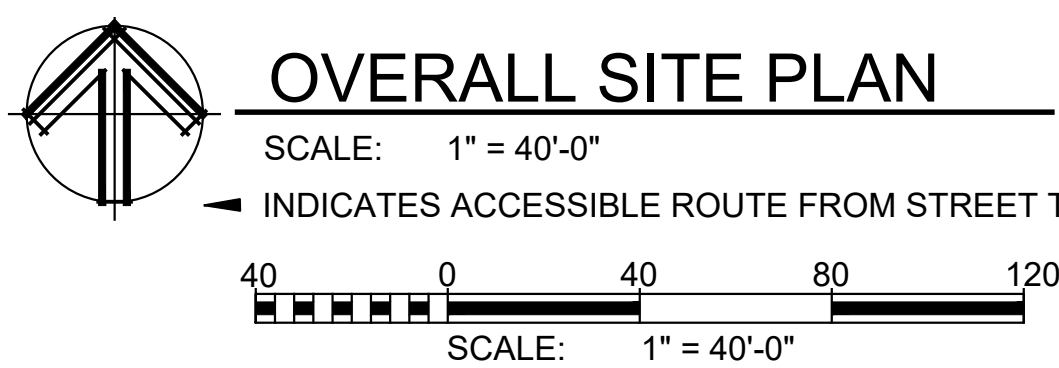 OVERALL SITE PLAN
SCALE: 1" = 40'-0"
INDICATES ACCESSIBLE ROUTE FROM STREET
40 0 40 80 120
SCALE: 1" = 40'-0"